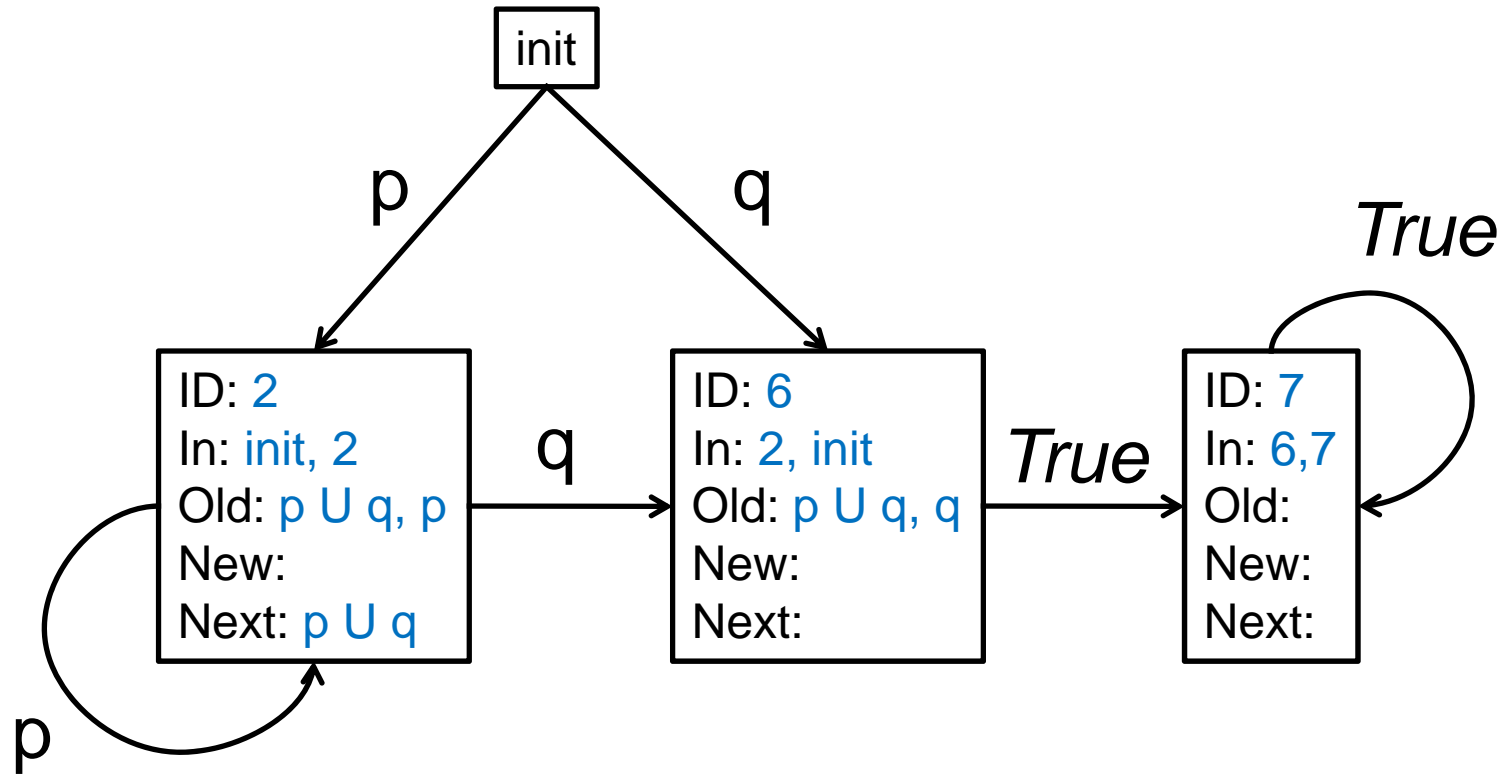 init
p
q
True
ID: 2
In: init, 2
Old: p U q, p
New:
Next: p U q
q
ID: 6
In: 2, init
Old: p U q, q
New:
Next:
True
ID: 7
In: 6,7
Old:
New:
Next:
p